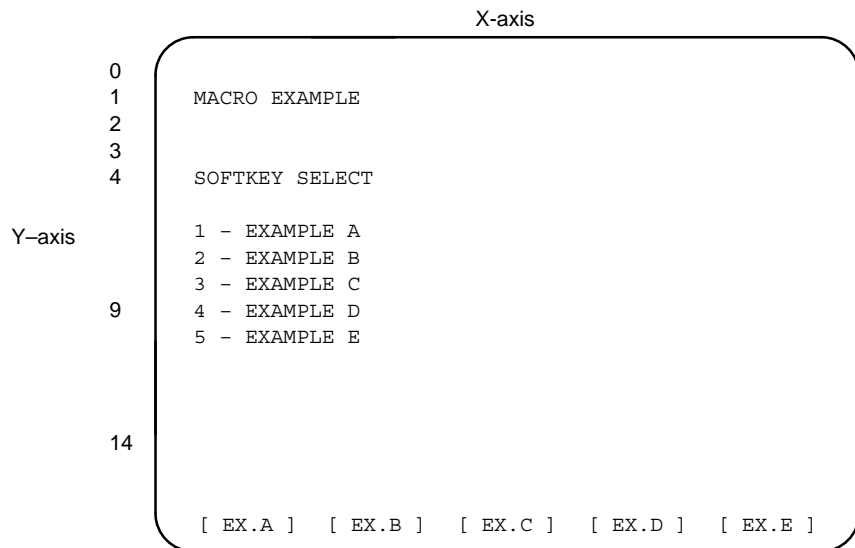 X-axis
0
1 MACRO EXAMPLE
2
3
4 SOFTKEY SELECT
1 – EXAMPLE A
Y–axis
2 – EXAMPLE B
3 – EXAMPLE C
9 4 – EXAMPLE D
5 – EXAMPLE E
14
[ EX.A ] [ EX.B ] [ EX.C ] [ EX.D ] [ EX.E ]